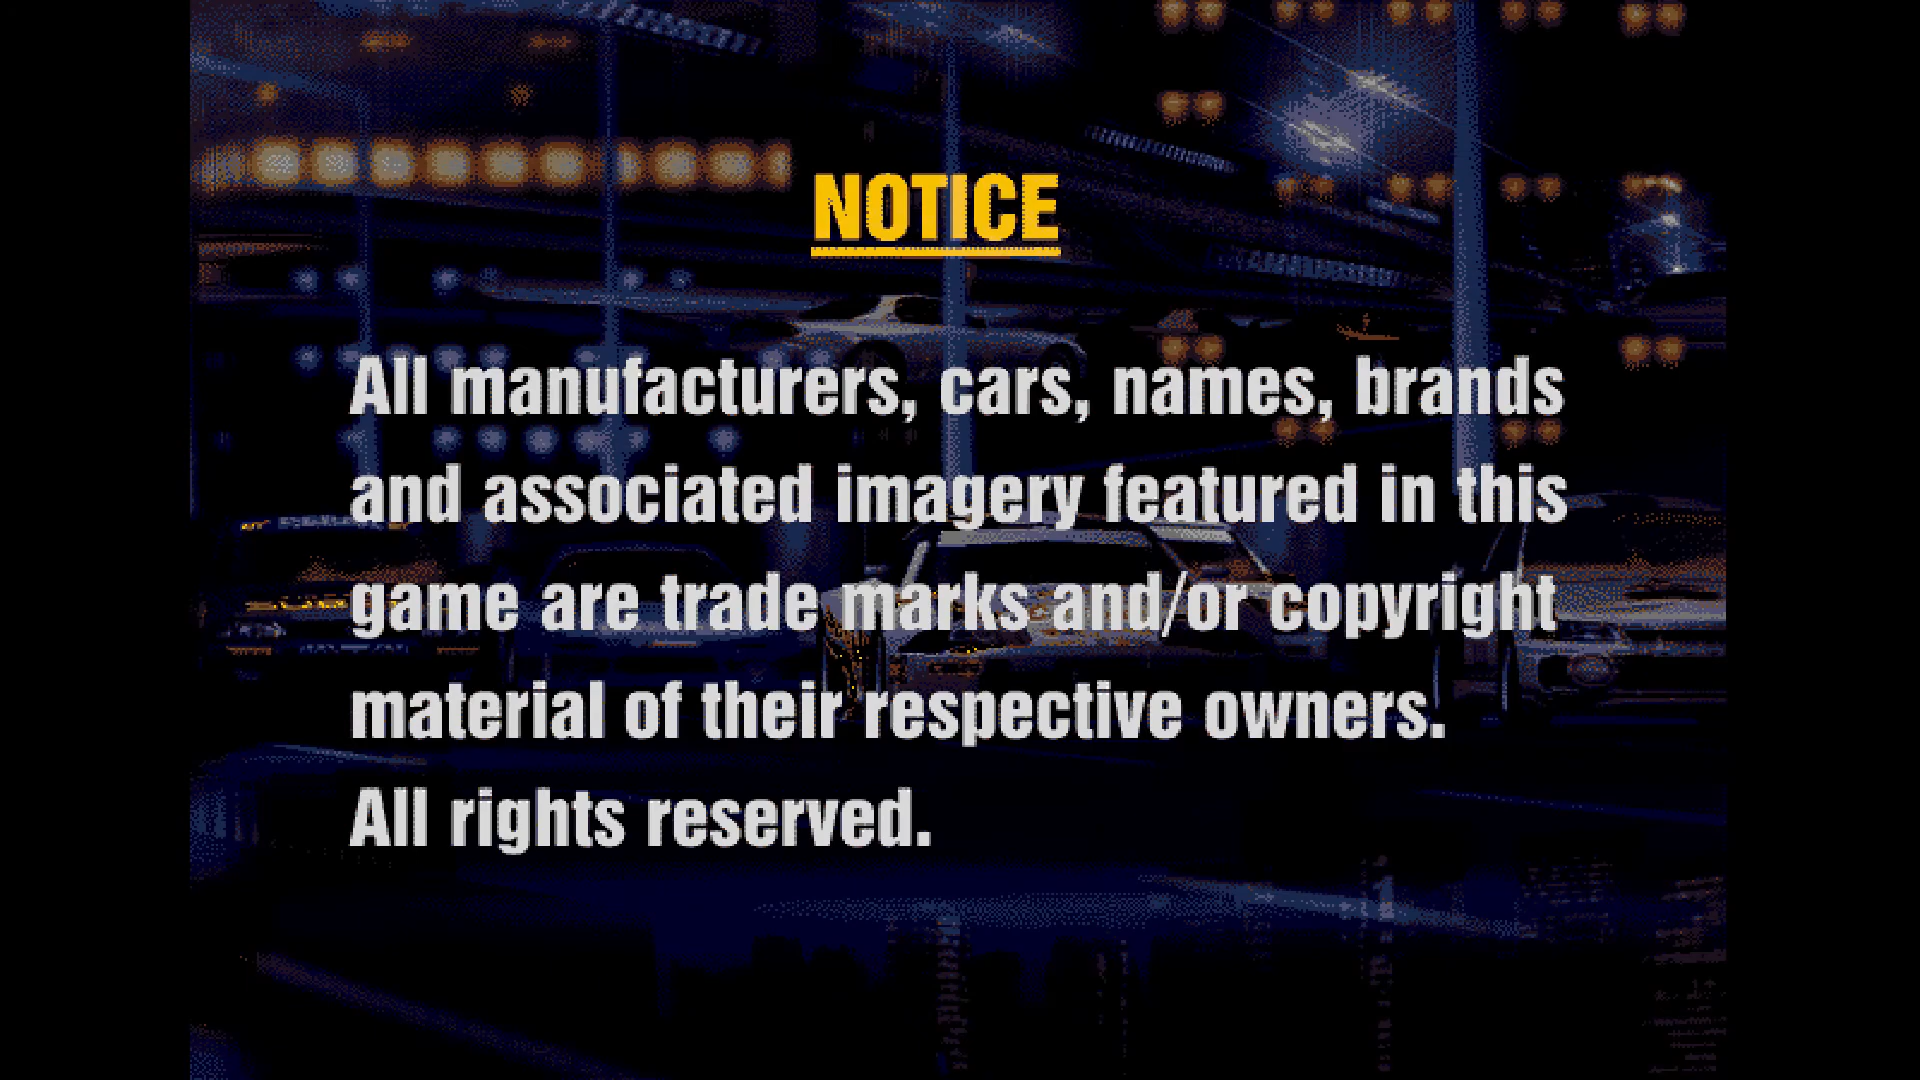 NOTICE
All manufacturers, cars, names, brands
and associated imagery featured in this
game are trade marks and/or copyright
material of their respective owners.
All rights reserved.